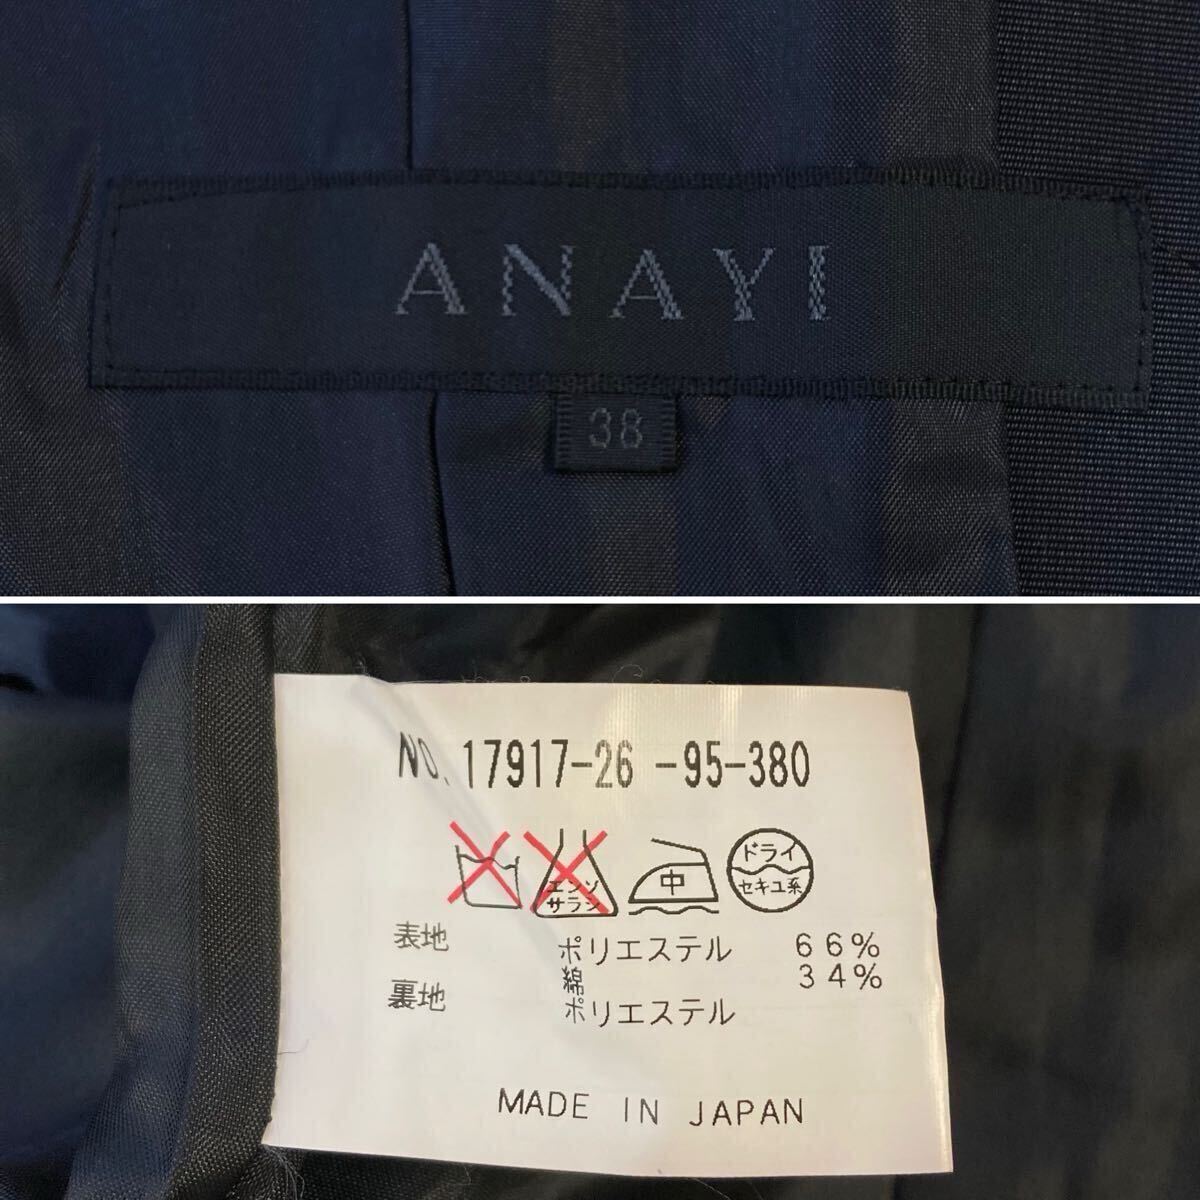 ANAYI
38
NO. 17917-26 -95-380
エンソ
サラシ
中
ドライ
セキユ系
表地 ポリエステル 66%
綿 34%
裏地 ポリエステル
MADE IN JAPAN